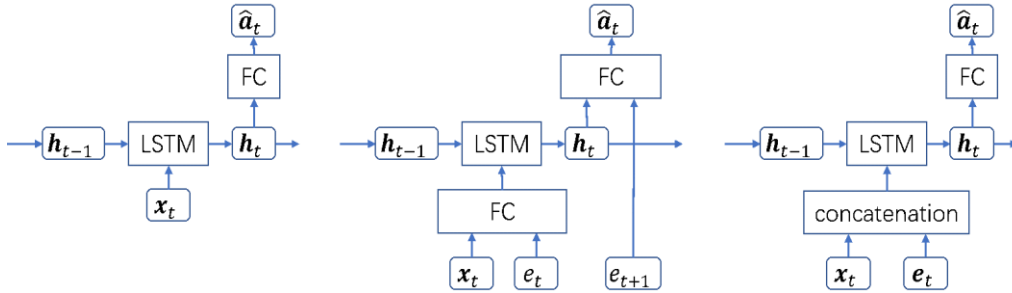 â_t
FC
h_{t−1} LSTM h_t
x_t
â_t
FC
h_{t−1} LSTM h_t
FC
x_t e_t e_{t+1}
â_t
FC
h_{t−1} LSTM h_t
concatenation
x_t e_t